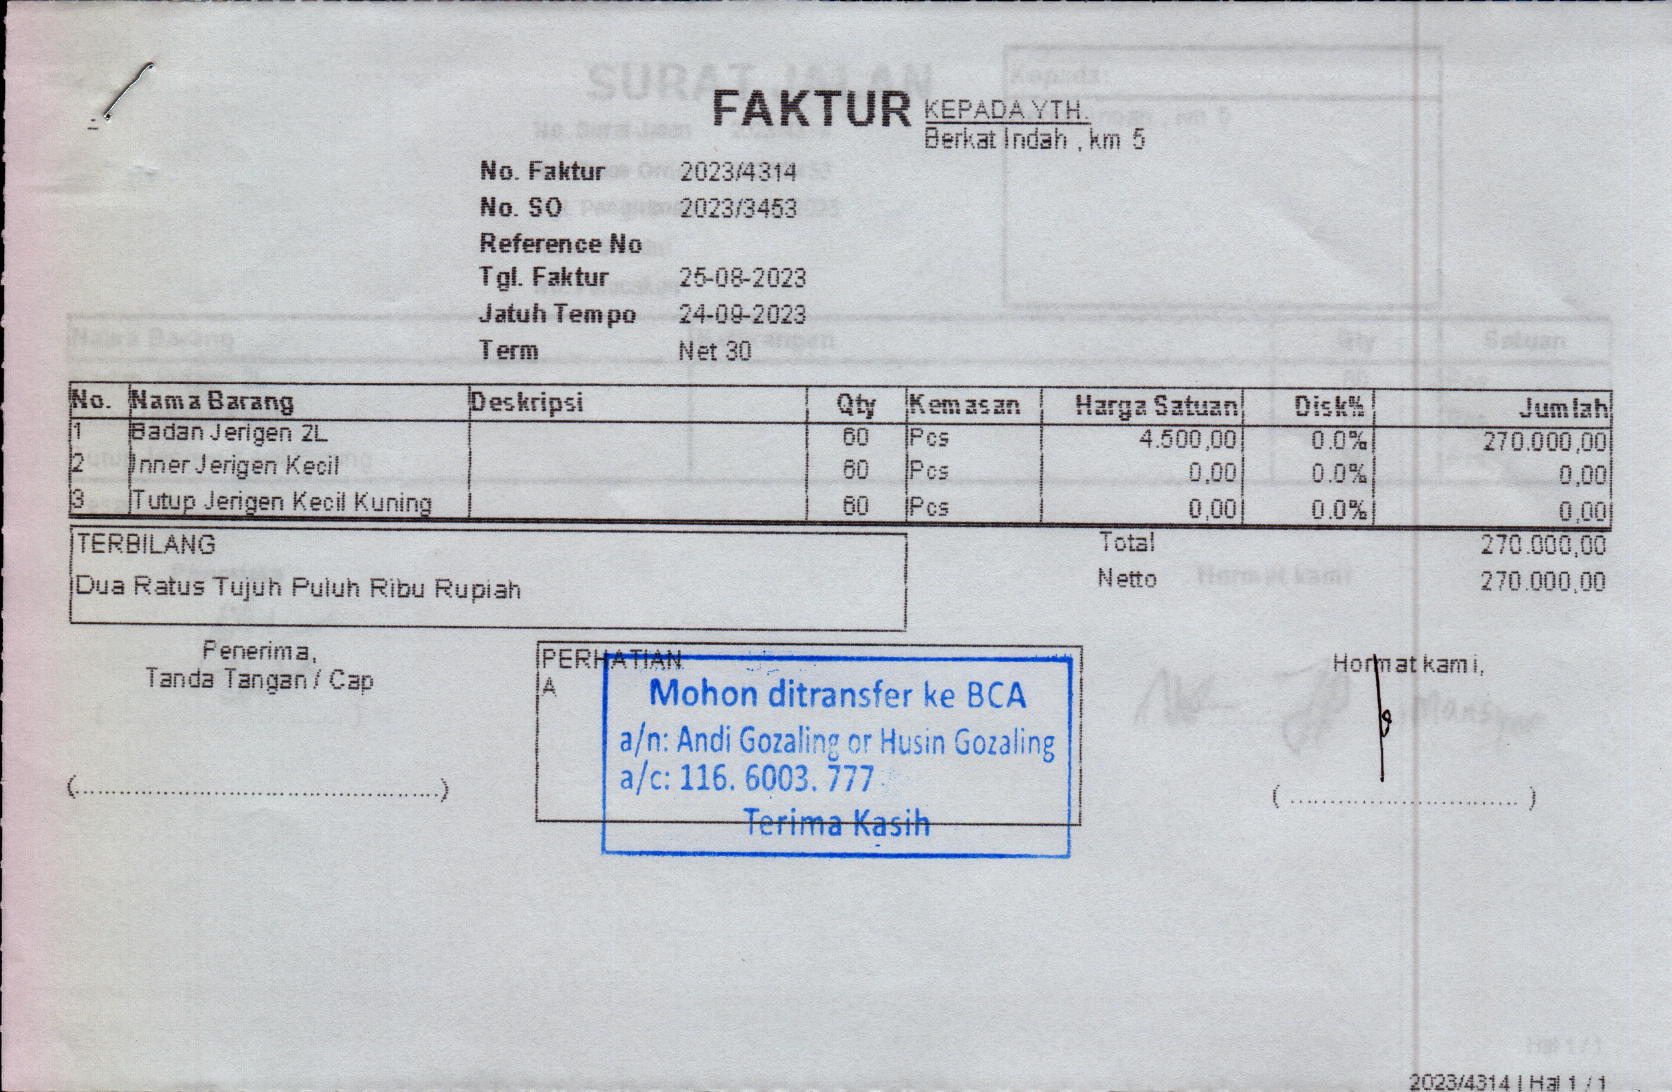 FAKTUR
KEPADA YTH.
Berkat Indah , km 5
No. Faktur 2023/4314
No. SO 2023/3453
Reference No
Tgl. Faktur 25-08-2023
Jatuh Tempo 24-09-2023
Term Net 30
No. Nama Barang Deskripsi Qty Kemasan Harga Satuan Disk% Jumlah
1 Badan Jerigen 2L 60 Pcs 4.500,00 0.0% 270.000,00
2 Inner Jerigen Kecil 60 Pcs 0,00 0.0% 0,00
3 Tutup Jerigen Kecil Kuning 60 Pcs 0,00 0.0% 0,00
TERBILANG
Dua Ratus Tujuh Puluh Ribu Rupiah
Total 270.000,00
Netto 270.000,00
Penerima,
Tanda Tangan / Cap
(.............................................)
PERHATIAN
A
Mohon ditransfer ke BCA
a/n: Andi Gozaling or Husin Gozaling
a/c: 116. 6003. 777
Terima Kasih
Hormat kami,
( ............................. )
2023/4314 | Hal 1 / 1